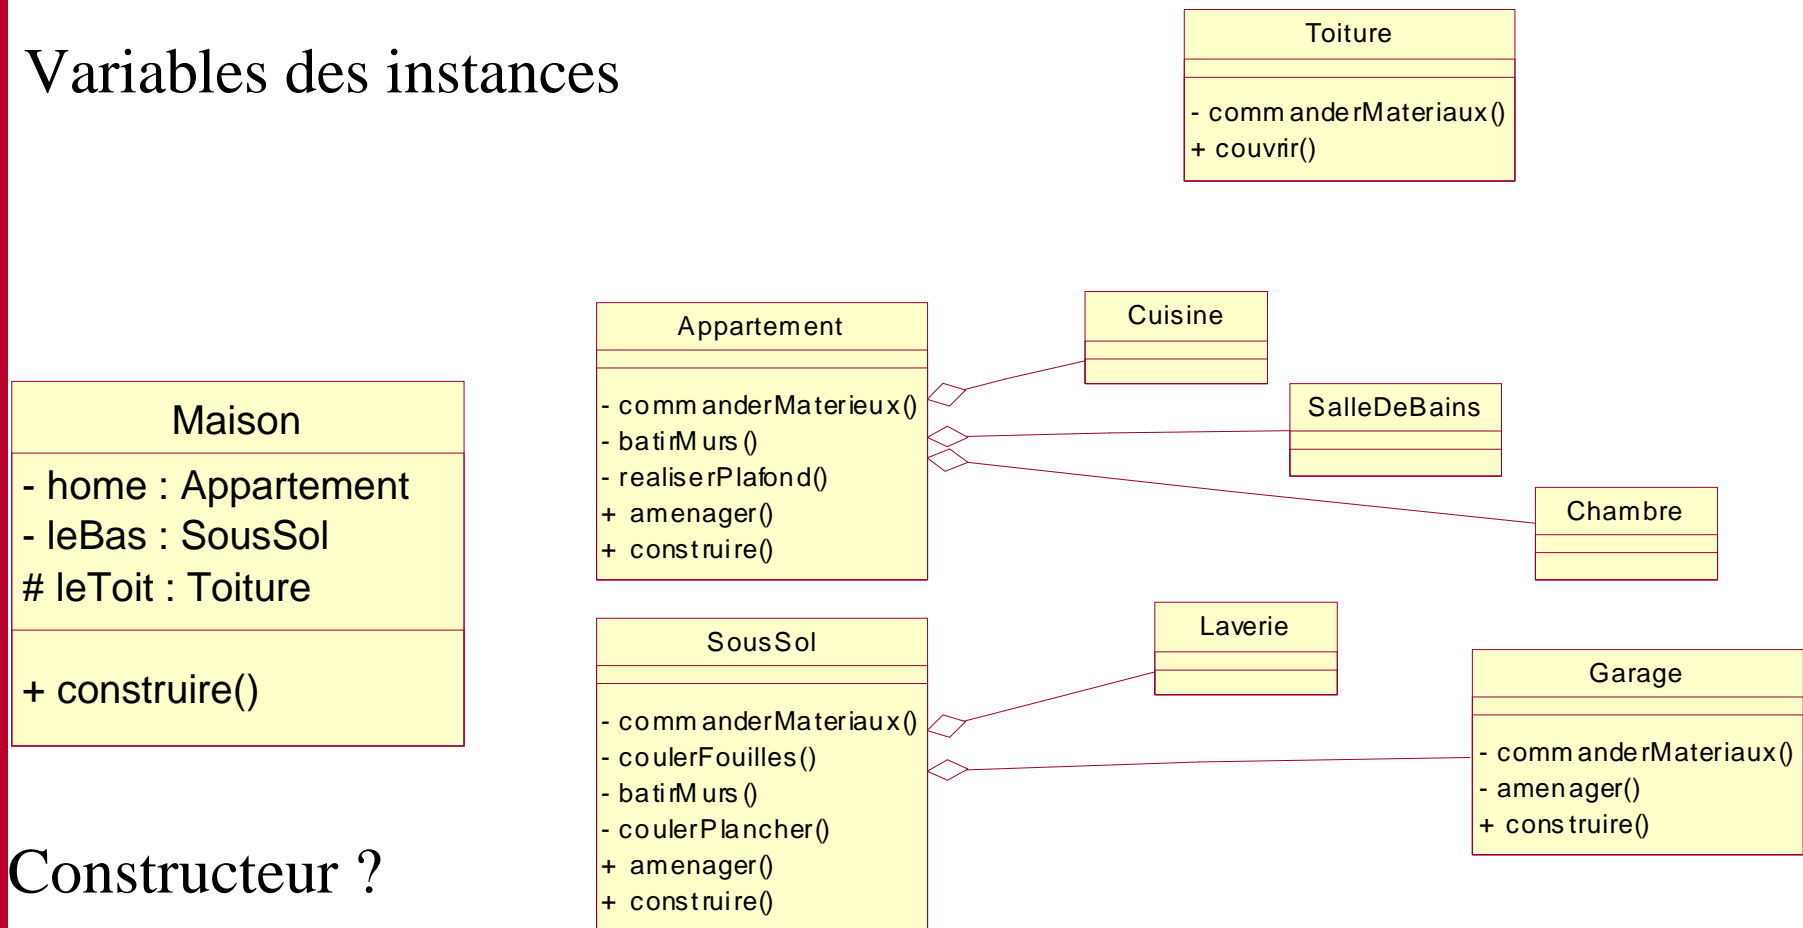 Variables des instances
Toiture
- commanderMateriaux()
+ couvrir()
Appartement
- commanderMaterieux()
- batirMurs()
- realiserPlafond()
+ amenager()
+ construire()
Cuisine
SalleDeBains
Chambre
Maison
- home : Appartement
- leBas : SousSol
# leToit : Toiture
+ construire()
SousSol
- commanderMateriaux()
- coulerFouilles()
- batirMurs()
- coulerPlancher()
+ amenager()
+ construire()
Laverie
Garage
- commanderMateriaux()
- amenager()
+ construire()
Constructeur ?